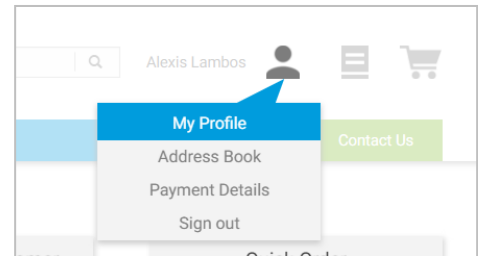 Alexis Lambos
My Profile
Address Book
Contact Us
Payment Details
Sign out
Quick Order